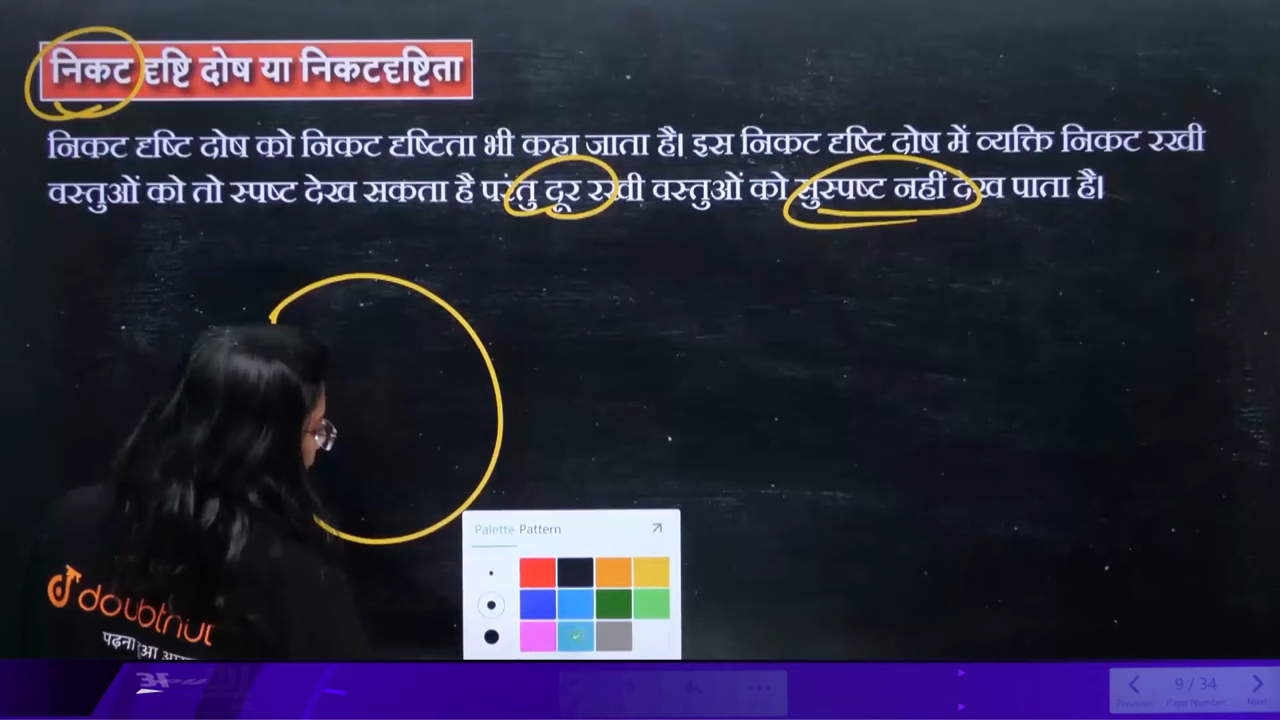 निकट दृष्टि दोष या निकटदृष्टिता
निकट दृष्टि दोष को निकट दृष्टिता भी कहा जाता है। इस निकट दृष्टि दोष में व्यक्ति निकट रखी
वस्तुओं को तो स्पष्ट देख सकता है परंतु दूर रखी वस्तुओं को सुस्पष्ट नहीं देख पाता है।
Palette Pattern
doubtnut
पढ़ना
9 / 34
Previous Page Number Next